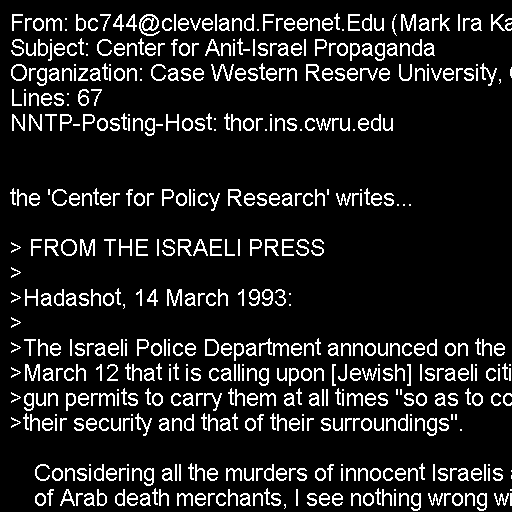 From: bc744@cleveland.Freenet.Edu (Mark Ira Ka
Subject: Center for Anit-Israel Propaganda
Organization: Case Western Reserve University,
Lines: 67
NNTP-Posting-Host: thor.ins.cwru.edu
the 'Center for Policy Research' writes...
> FROM THE ISRAELI PRESS
>
>Hadashot, 14 March 1993:
>
>The Israeli Police Department announced on the
>March 12 that it is calling upon [Jewish] Israeli citi
>gun permits to carry them at all times "so as to co
>their security and that of their surroundings".
Considering all the murders of innocent Israelis
of Arab death merchants, I see nothing wrong wi